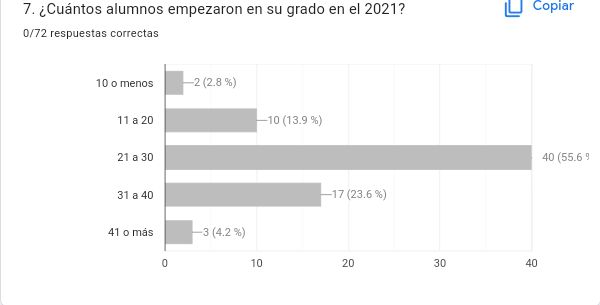 7. ¿Cuántos alumnos empezaron en su grado en el 2021?
Copiar
0/72 respuestas correctas
10 o menos
2 (2.8 %)
11 a 20
10 (13.9 %)
21 a 30
40 (55.6 %
31 a 40
17 (23.6 %)
41 o más
3 (4.2 %)
0 10 20 30 40